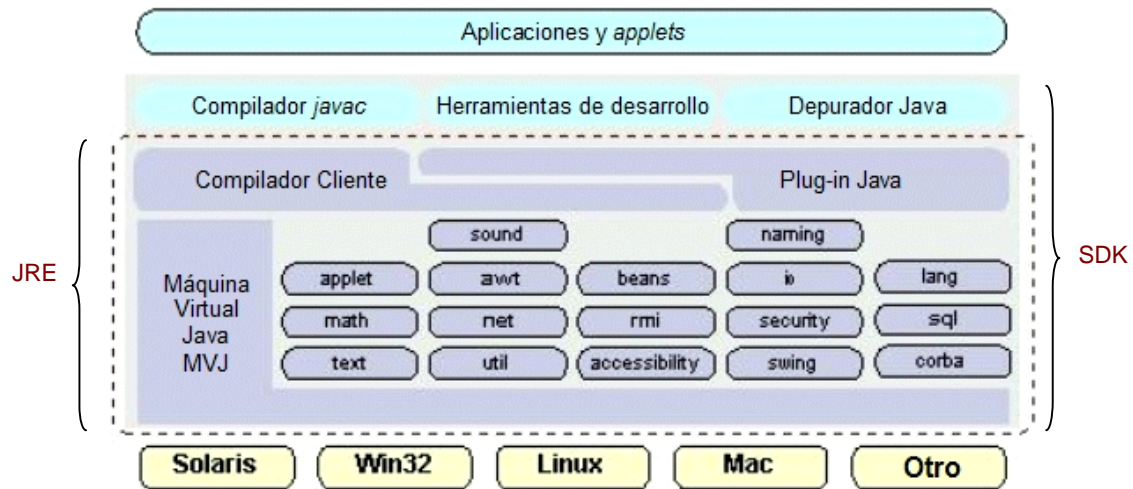 Aplicaciones y applets
Compilador javac
Herramientas de desarrollo
Depurador Java
Compilador Cliente
Plug-in Java
JRE
SDK
Máquina
Virtual
Java
MVJ
sound
naming
applet
awt
beans
io
lang
math
net
rmi
security
sql
text
util
accessibility
swing
corba
Solaris
Win32
Linux
Mac
Otro